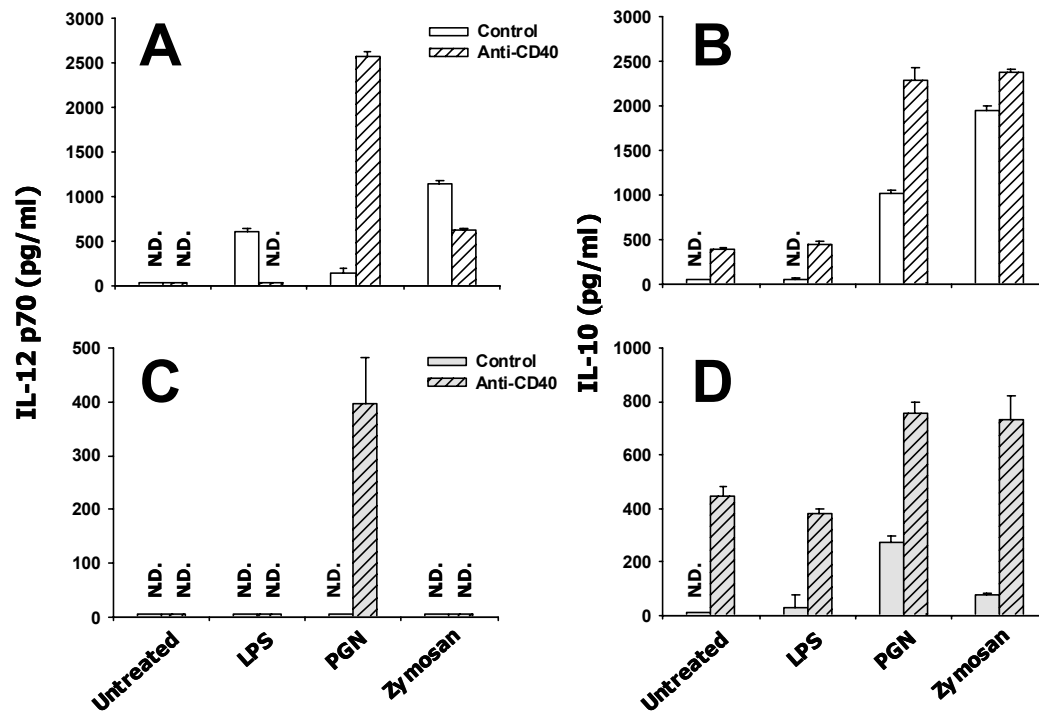 A
3000
2500
2000
1500
1000
500
0
Control
Anti-CD40
N.D.
N.D.
N.D.
B
3000
2500
2000
1500
1000
500
0
N.D.
N.D.
IL-12 p70 (pg/ml)
IL-10 (pg/ml)
C
500
400
300
200
100
0
Control
Anti-CD40
N.D.
N.D.
N.D.
N.D.
N.D.
N.D.
N.D.
Untreated
LPS
PGN
Zymosan
D
1000
800
600
400
200
0
N.D.
Untreated
LPS
PGN
Zymosan